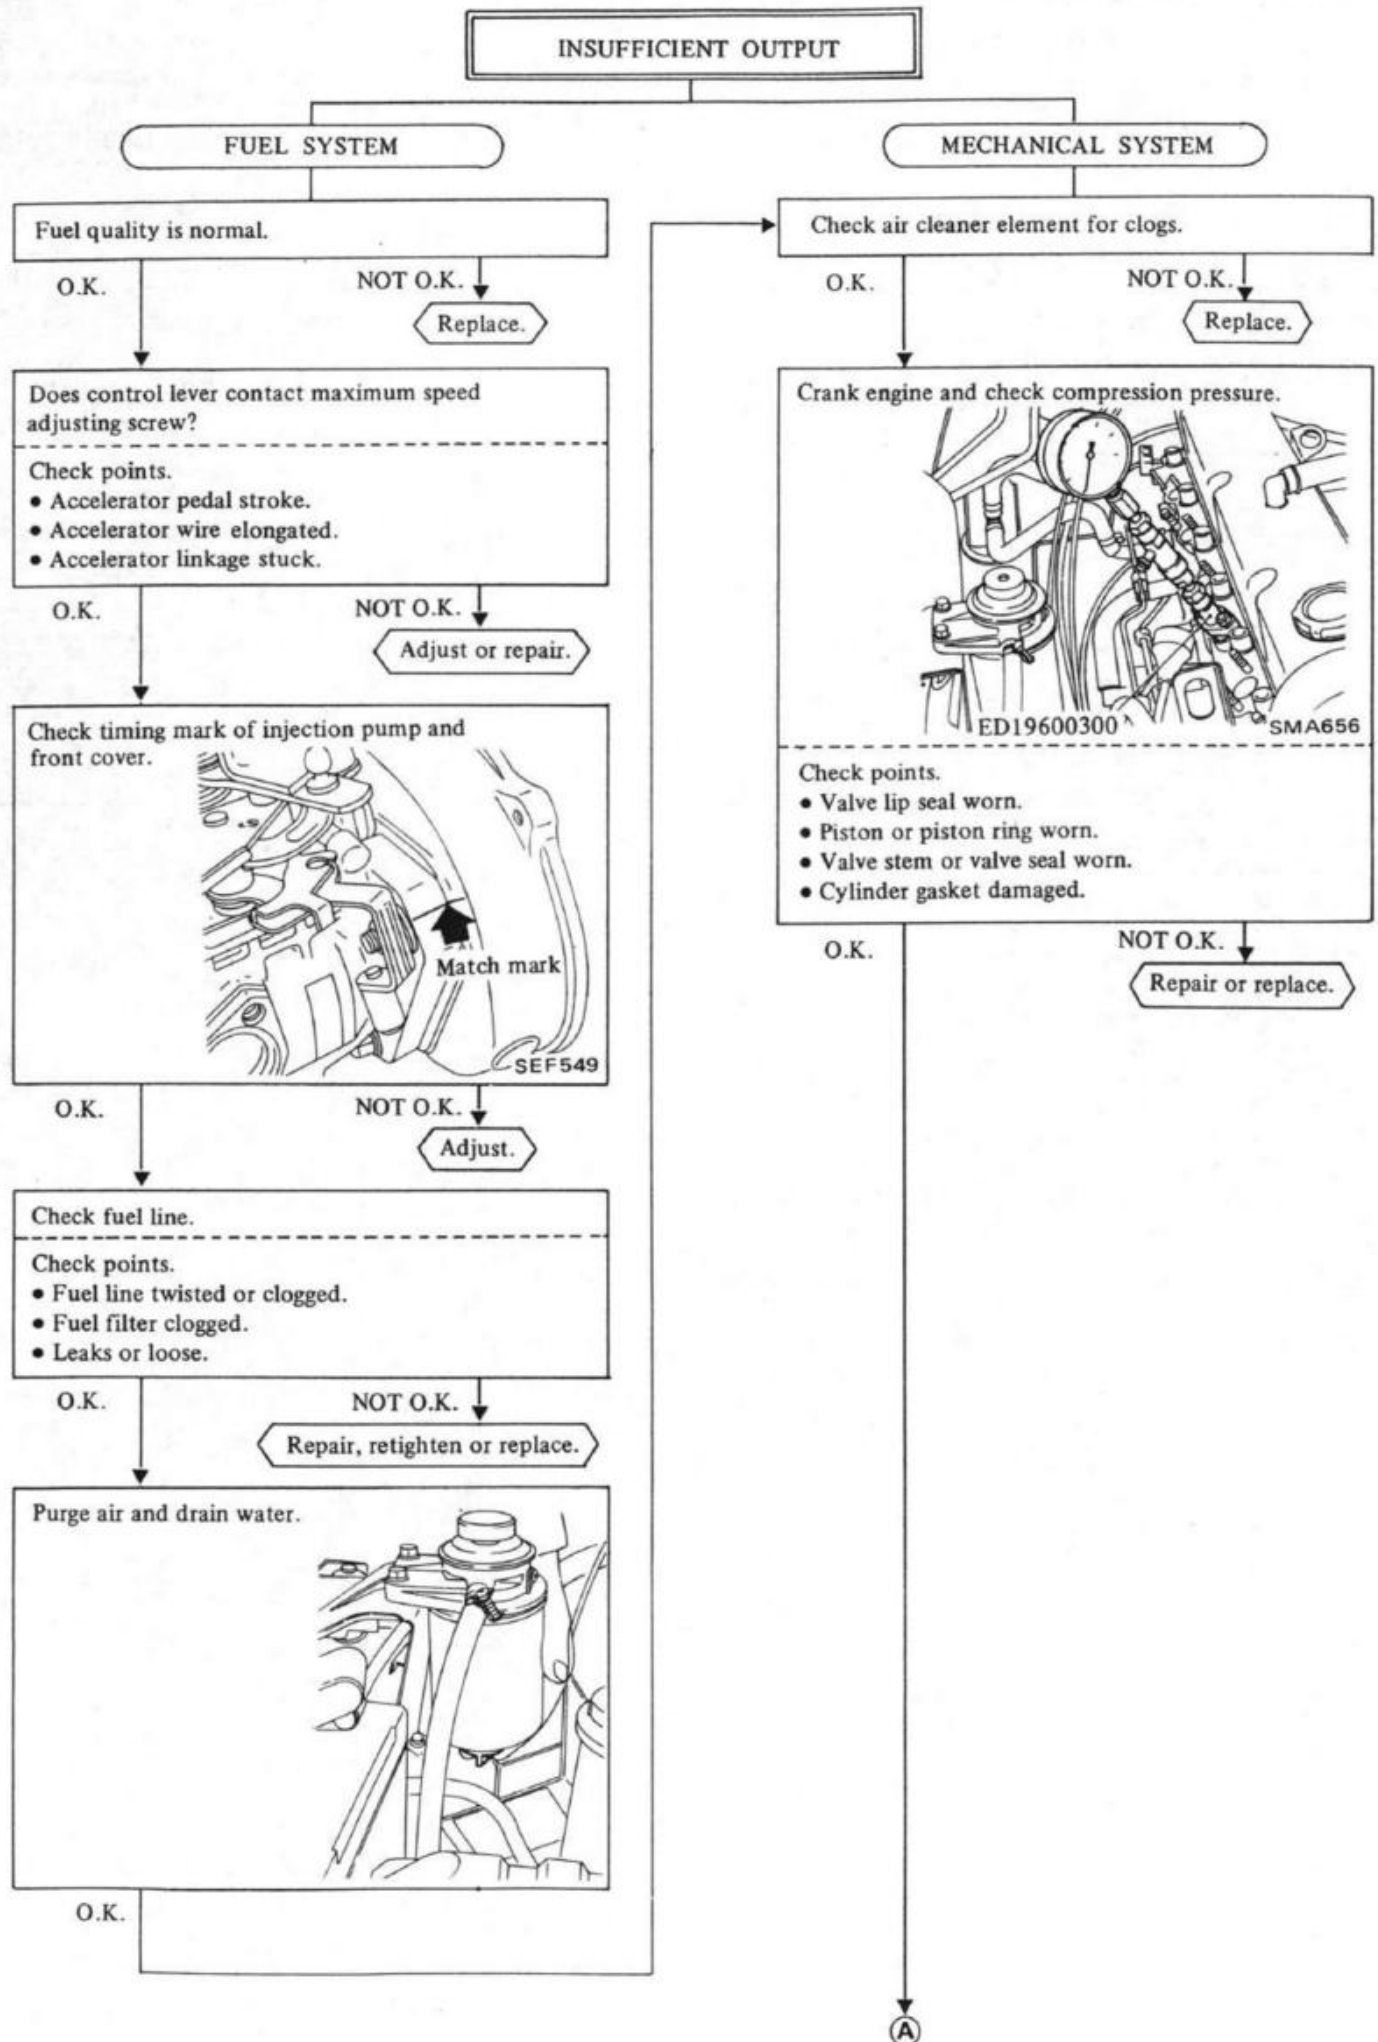 INSUFFICIENT OUTPUT
FUEL SYSTEM
Fuel quality is normal.
O.K.
NOT O.K.
Replace.
Does control lever contact maximum speed
adjusting screw?
Check points.
• Accelerator pedal stroke.
• Accelerator wire elongated.
• Accelerator linkage stuck.
O.K.
NOT O.K.
Adjust or repair.
Check timing mark of injection pump and
front cover.
Match mark
SEF549
O.K.
NOT O.K.
Adjust.
Check fuel line.
Check points.
• Fuel line twisted or clogged.
• Fuel filter clogged.
• Leaks or loose.
O.K.
NOT O.K.
Repair, retighten or replace.
Purge air and drain water.
O.K.
MECHANICAL SYSTEM
Check air cleaner element for clogs.
O.K.
NOT O.K.
Replace.
Crank engine and check compression pressure.
ED19600300
SMA656
Check points.
• Valve lip seal worn.
• Piston or piston ring worn.
• Valve stem or valve seal worn.
• Cylinder gasket damaged.
O.K.
NOT O.K.
Repair or replace.
A